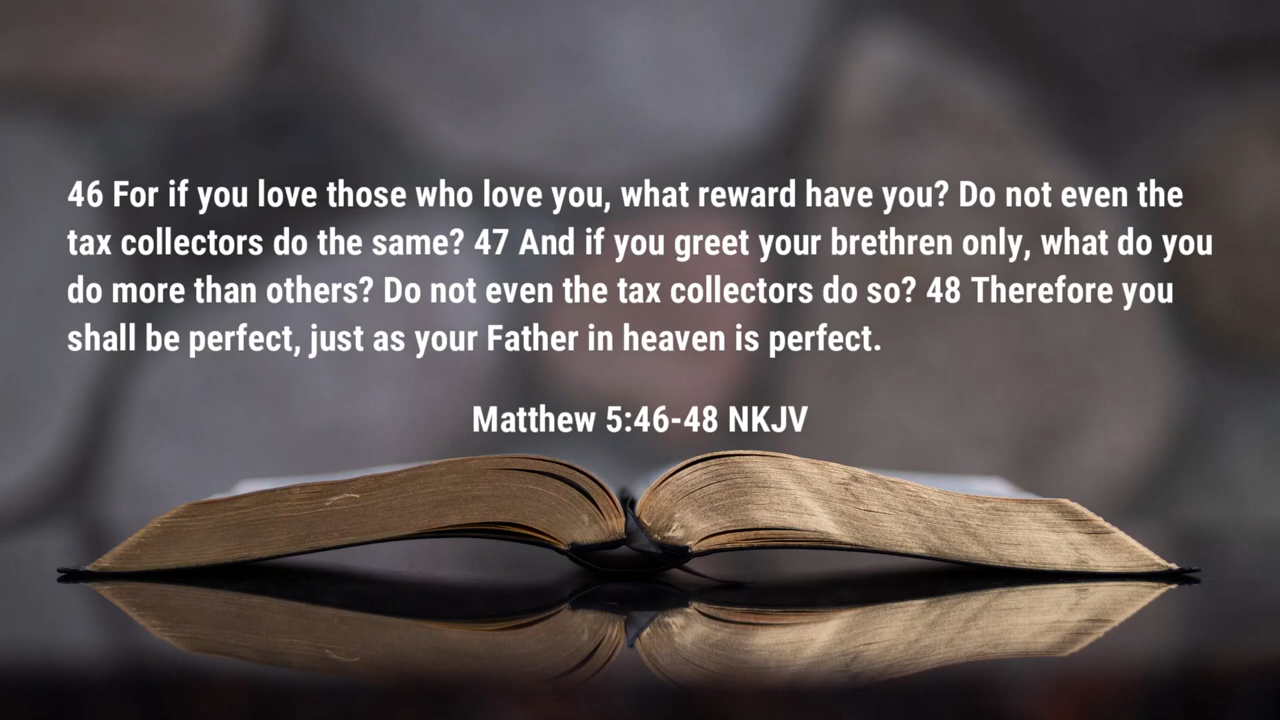 46 For if you love those who love you, what reward have you? Do not even the
tax collectors do the same? 47 And if you greet your brethren only, what do you
do more than others? Do not even the tax collectors do so? 48 Therefore you
shall be perfect, just as your Father in heaven is perfect.
Matthew 5:46-48 NKJV